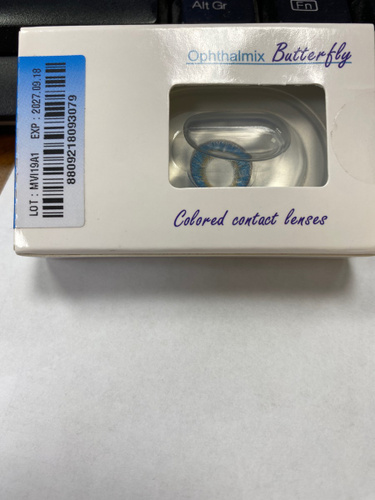 Alt Gr
Fn
Ophthalmix Butterfly
Colored contact lenses
LOT : MVI19A1 EXP : 2027.09.18
8809218093079